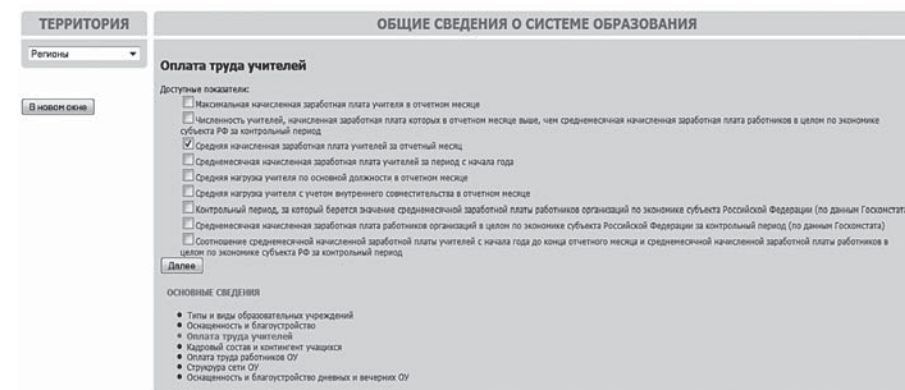 ТЕРРИТОРИЯ
ОБЩИЕ СВЕДЕНИЯ О СИСТЕМЕ ОБРАЗОВАНИЯ
Регионы
В новом окне
Оплата труда учителей
Доступные показатели:
Максимальная начисленная заработная плата учителя в отчетном месяце
Численность учителей, начисленная заработная плата которых в отчетном месяце выше, чем среднемесячная начисленная заработная плата работников в целом по экономике
субъекта РФ за контрольный период
Средняя начисленная заработная плата учителей за отчетный месяц
Среднемесячная начисленная заработная плата учителей за период с начала года
Средняя нагрузка учителя по основной должности в отчетном месяце
Средняя нагрузка учителя с учетом внутреннего совместительства в отчетном месяце
Контрольный период, за который берется значение среднемесячной заработной платы работников организаций по экономике субъекта Российской Федерации (по данным Госкомстат
Среднемесячная начисленная заработная плата работников организаций в целом по экономике субъекта Российской Федерации за контрольный период (по данным Госкомстата)
Соотношение среднемесячной начисленной заработной платы учителей с начала года до конца отчетного месяца и среднемесячной начисленной заработной платы работников в
целом по экономике субъекта РФ за контрольный период
Далее
ОСНОВНЫЕ СВЕДЕНИЯ
Типы и виды образовательных учреждений
Оснащенность и благоустройство
Оплата труда учителей
Кадровый состав и контингент учащихся
Оплата труда работников ОУ
Структура сети ОУ
Оснащенность и благоустройство дневных и вечерних ОУ